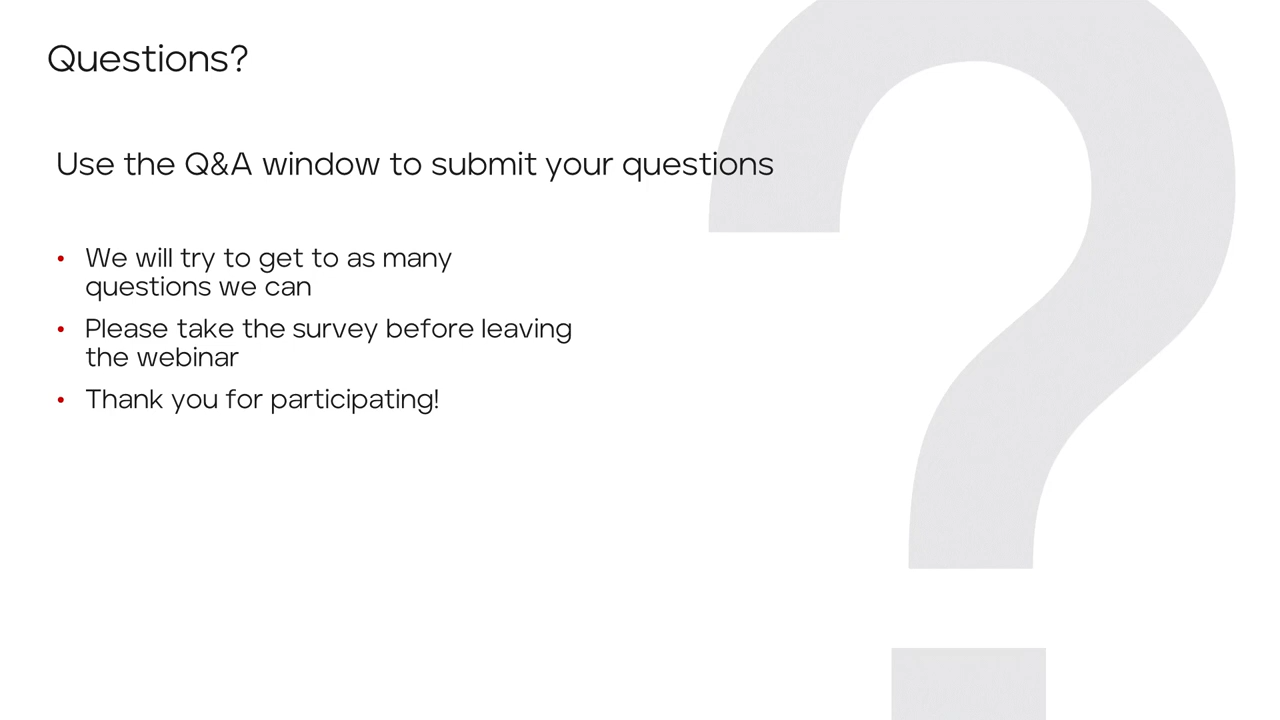 Questions?
Use the Q&A window to submit your questions
• We will try to get to as many
questions we can
• Please take the survey before leaving
the webinar
• Thank you for participating!
?